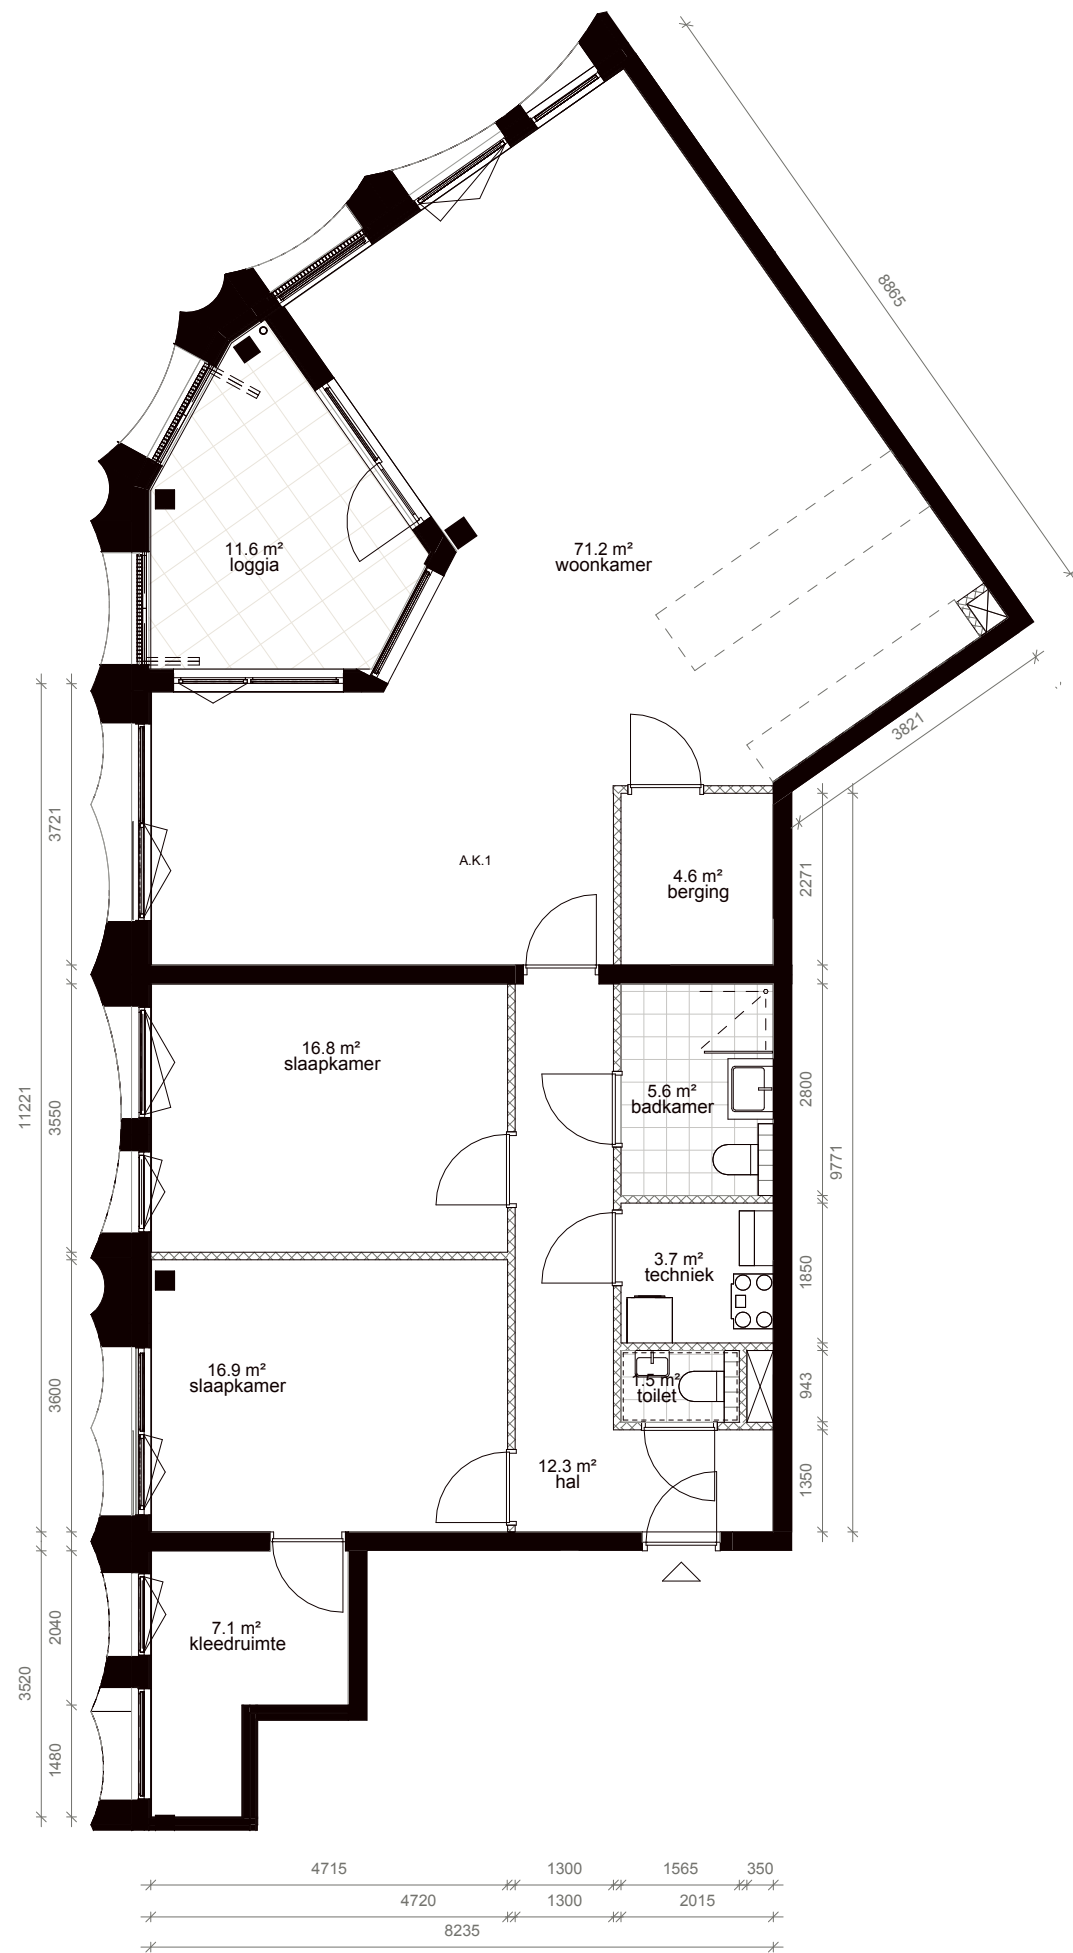 8865
11.6 m²
loggia
71.2 m²
woonkamer
3821
3721
A.K.1
4.6 m²
berging
2271
16.8 m²
slaapkamer
5.6 m²
badkamer
2800
11221
3550
9771
3.7 m²
techniek
1850
16.9 m²
slaapkamer
1.5 m²
toilet
943
3600
12.3 m²
hal
1350
7.1 m²
kleedruimte
2040
3520
1480
4715
1300
1565
350
4720
1300
2015
8235